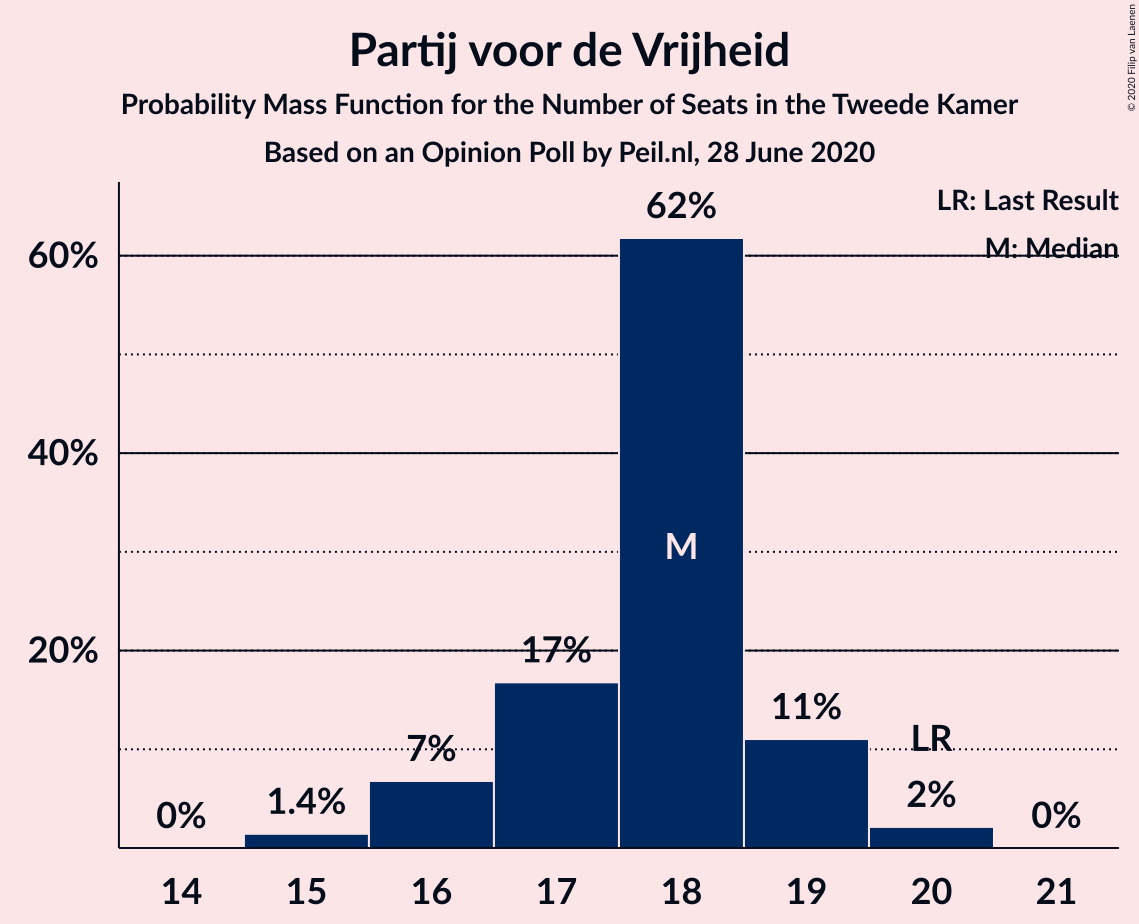 Partij voor de Vrijheid
Probability Mass Function for the Number of Seats in the Tweede Kamer
Based on an Opinion Poll by Peil.nl, 28 June 2020
© 2020 Filip van Laenen
LR: Last Result
M: Median
60%
40%
20%
0%
1.4%
7%
17%
62%
M
11%
LR
2%
0%
14 15 16 17 18 19 20 21